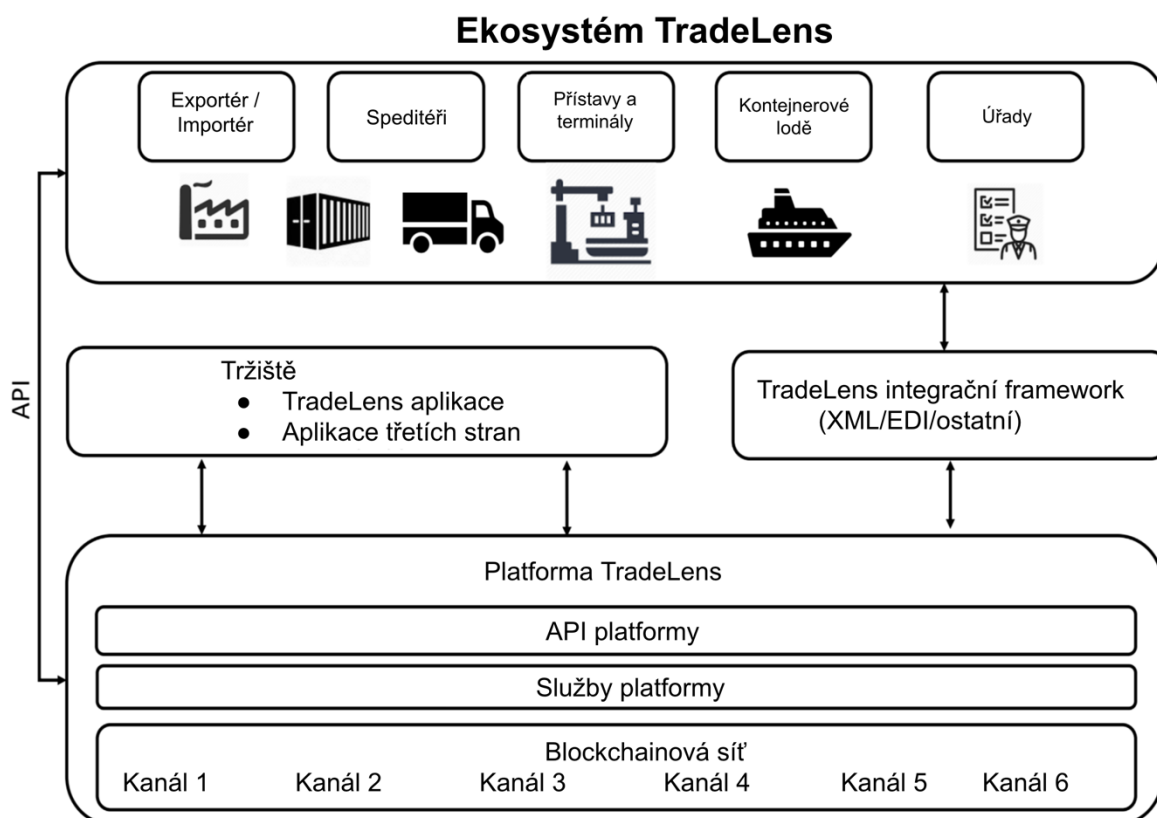 Ekosystém TradeLens
Exportér /
Importér
Speditéři
Přístavy a
terminály
Kontejnerové
lodě
Úřady
API
Tržiště
● TradeLens aplikace
● Aplikace třetích stran
TradeLens integrační framework
(XML/EDI/ostatní)
Platforma TradeLens
API platformy
Služby platformy
Blockchainová síť
Kanál 1 Kanál 2 Kanál 3 Kanál 4 Kanál 5 Kanál 6